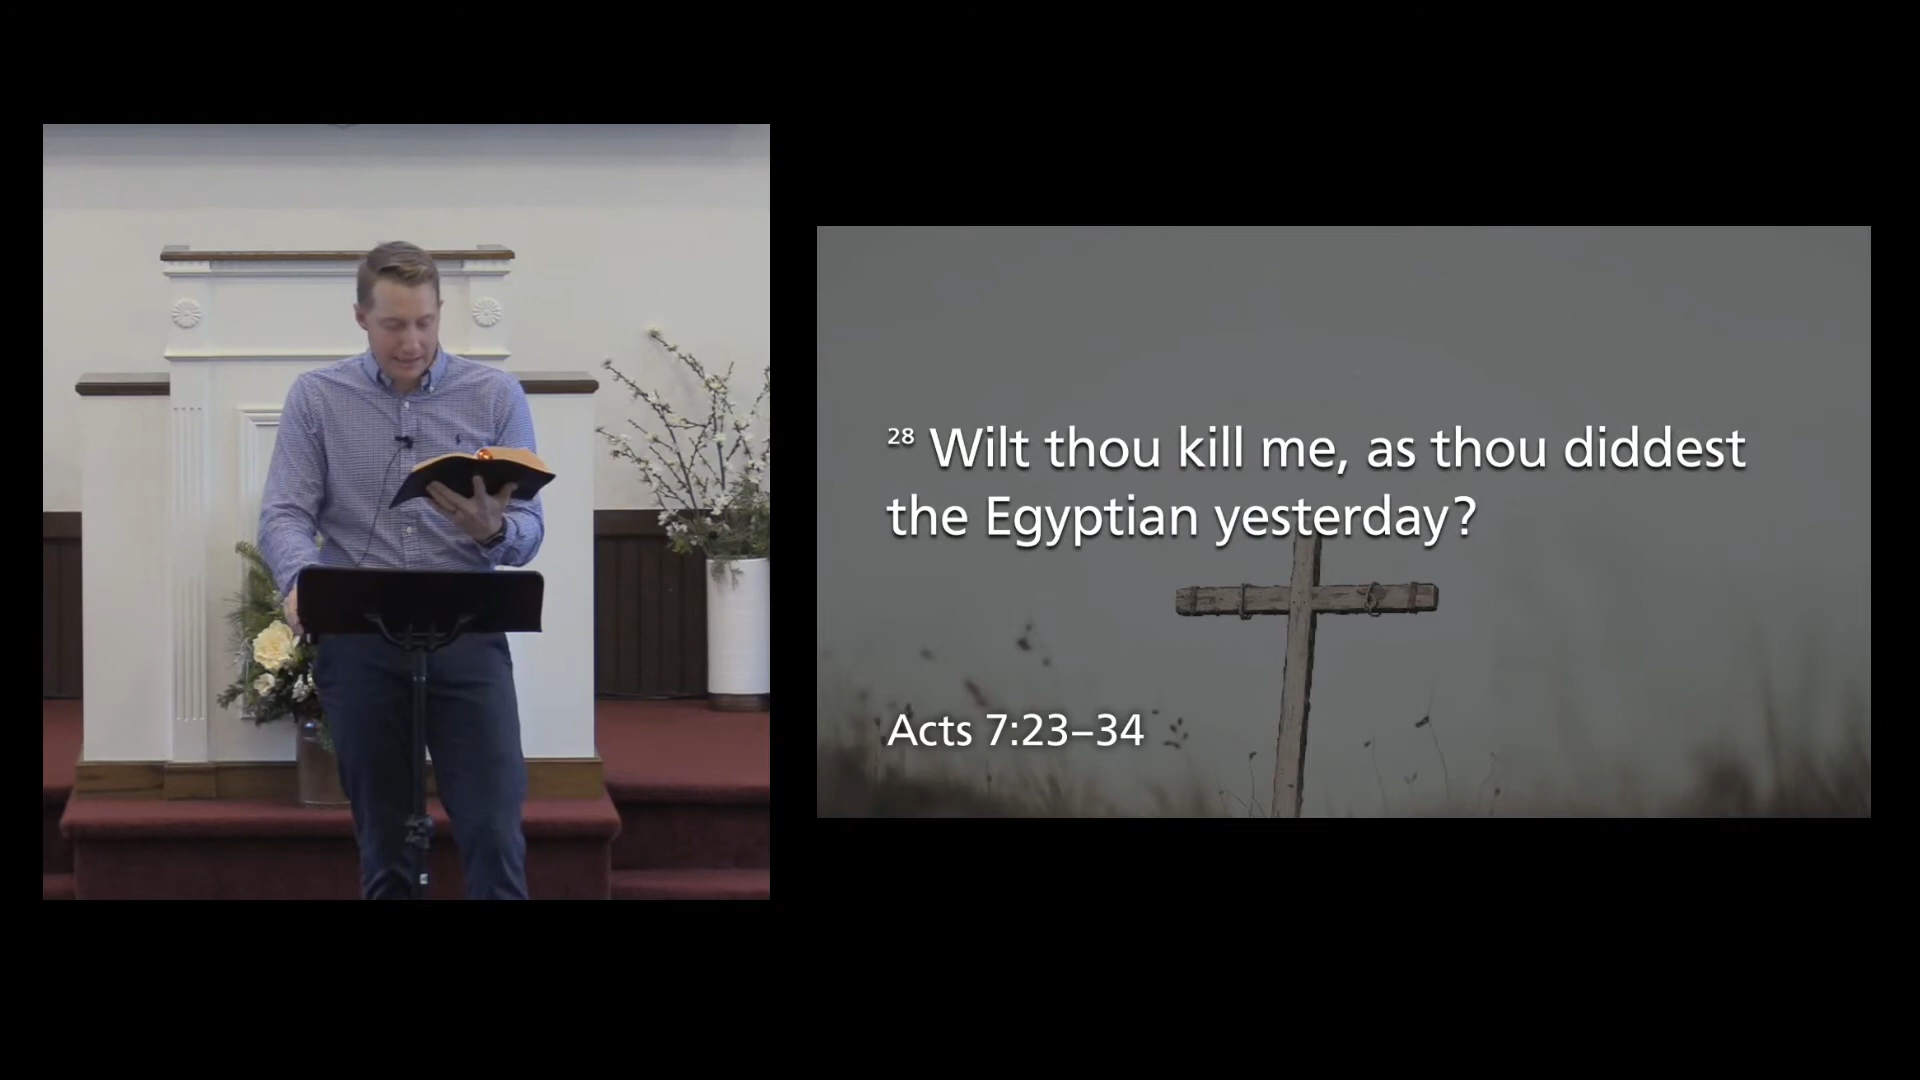 28 Wilt thou kill me, as thou diddest
the Egyptian yesterday?
Acts 7:23–34